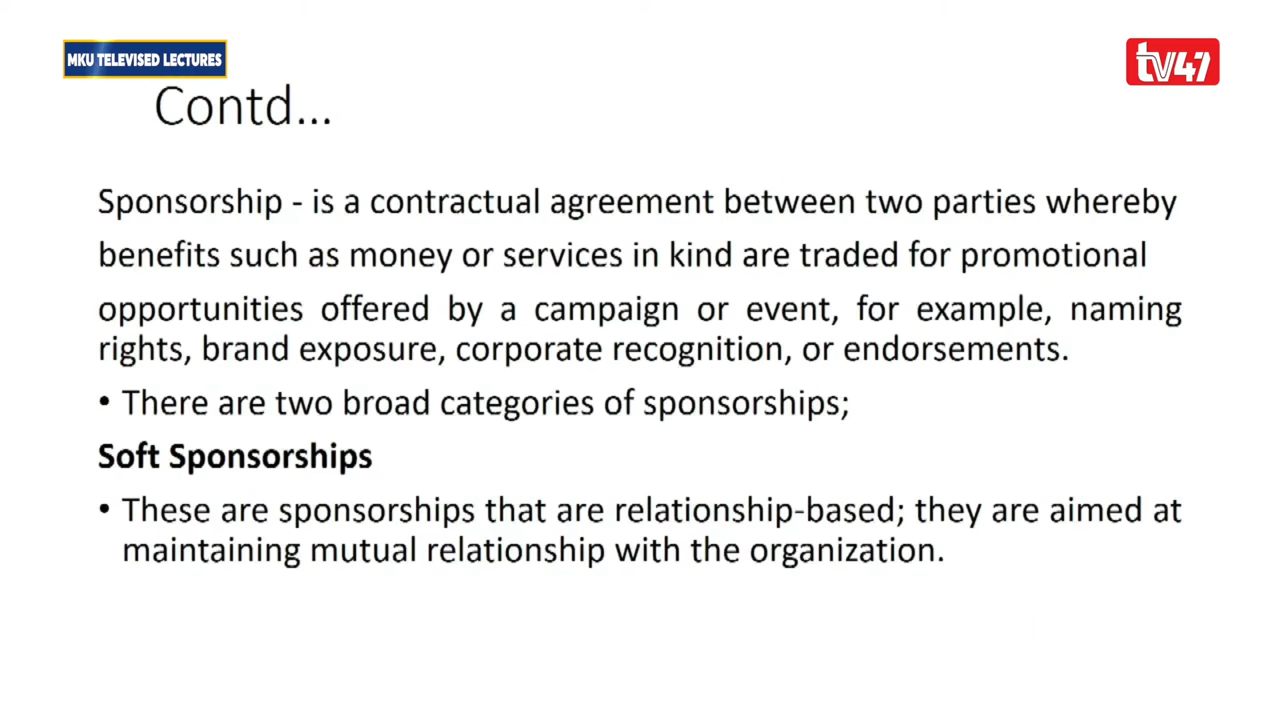 MKU TELEVISED LECTURES
tv47
Contd...
Sponsorship - is a contractual agreement between two parties whereby
benefits such as money or services in kind are traded for promotional
opportunities offered by a campaign or event, for example, naming
rights, brand exposure, corporate recognition, or endorsements.
• There are two broad categories of sponsorships;
Soft Sponsorships
• These are sponsorships that are relationship-based; they are aimed at
maintaining mutual relationship with the organization.